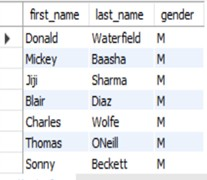 first_name last_name gender
Donald Waterfield M
Mickey Baasha M
Jiji Sharma M
Blair Diaz M
Charles Wolfe M
Thomas ONeill M
Sonny Beckett M